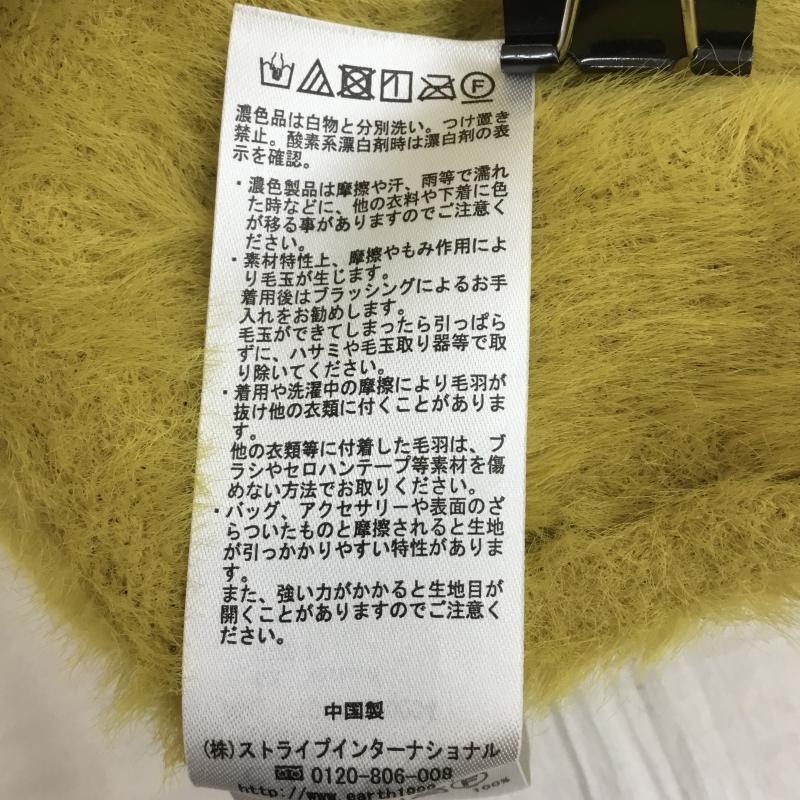 F
濃色品は白物と分別洗い。つけ置き
禁止。酸素系漂白剤時は漂白剤の表
示を確認。
・濃色製品は摩擦や汗、雨等で濡れ
た時などに、他の衣料や下着に色
が移る事がありますのでご注意く
ださい。
・素材特性上、摩擦やもみ作用によ
り毛玉が生じます。
着用後はブラッシングによるお手
入れをお勧めします。
毛玉ができてしまったら引っぱら
ずに、ハサミや毛玉取り器等で取
り除いてください。
・着用や洗濯中の摩擦により毛羽が
抜け他の衣類に付くことがありま
す。
他の衣類等に付着した毛羽は、ブ
ラシやセロハンテープ等素材を傷
めない方法でお取りください。
・バッグ、アクセサリーや表面のざ
らついたものと摩擦されると生地
が引っかかりやすい特性がありま
す。
また、強い力がかかると生地目が
開くことがありますのでご注意く
ださい。
中国製
(株)ストライプインターナショナル
0120-806-008
http://www.earth1999
F 100%